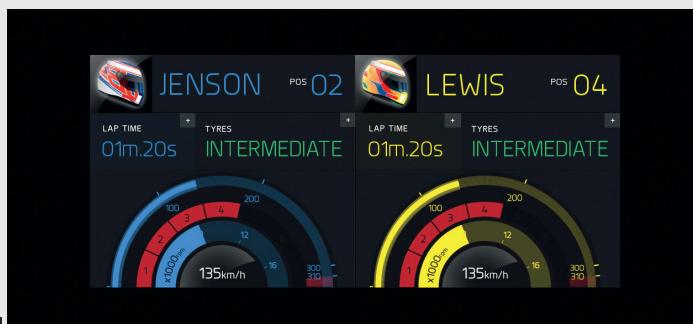 JENSON POS 02
LAP TIME
01m.20s
TYRES
INTERMEDIATE
100
200
1
2
3
4
x1000rpm
12
16
135km/h
300
310
LEWIS POS 04
LAP TIME
01m.20s
TYRES
INTERMEDIATE
100
200
1
2
3
4
x1000rpm
12
16
135km/h
300
310